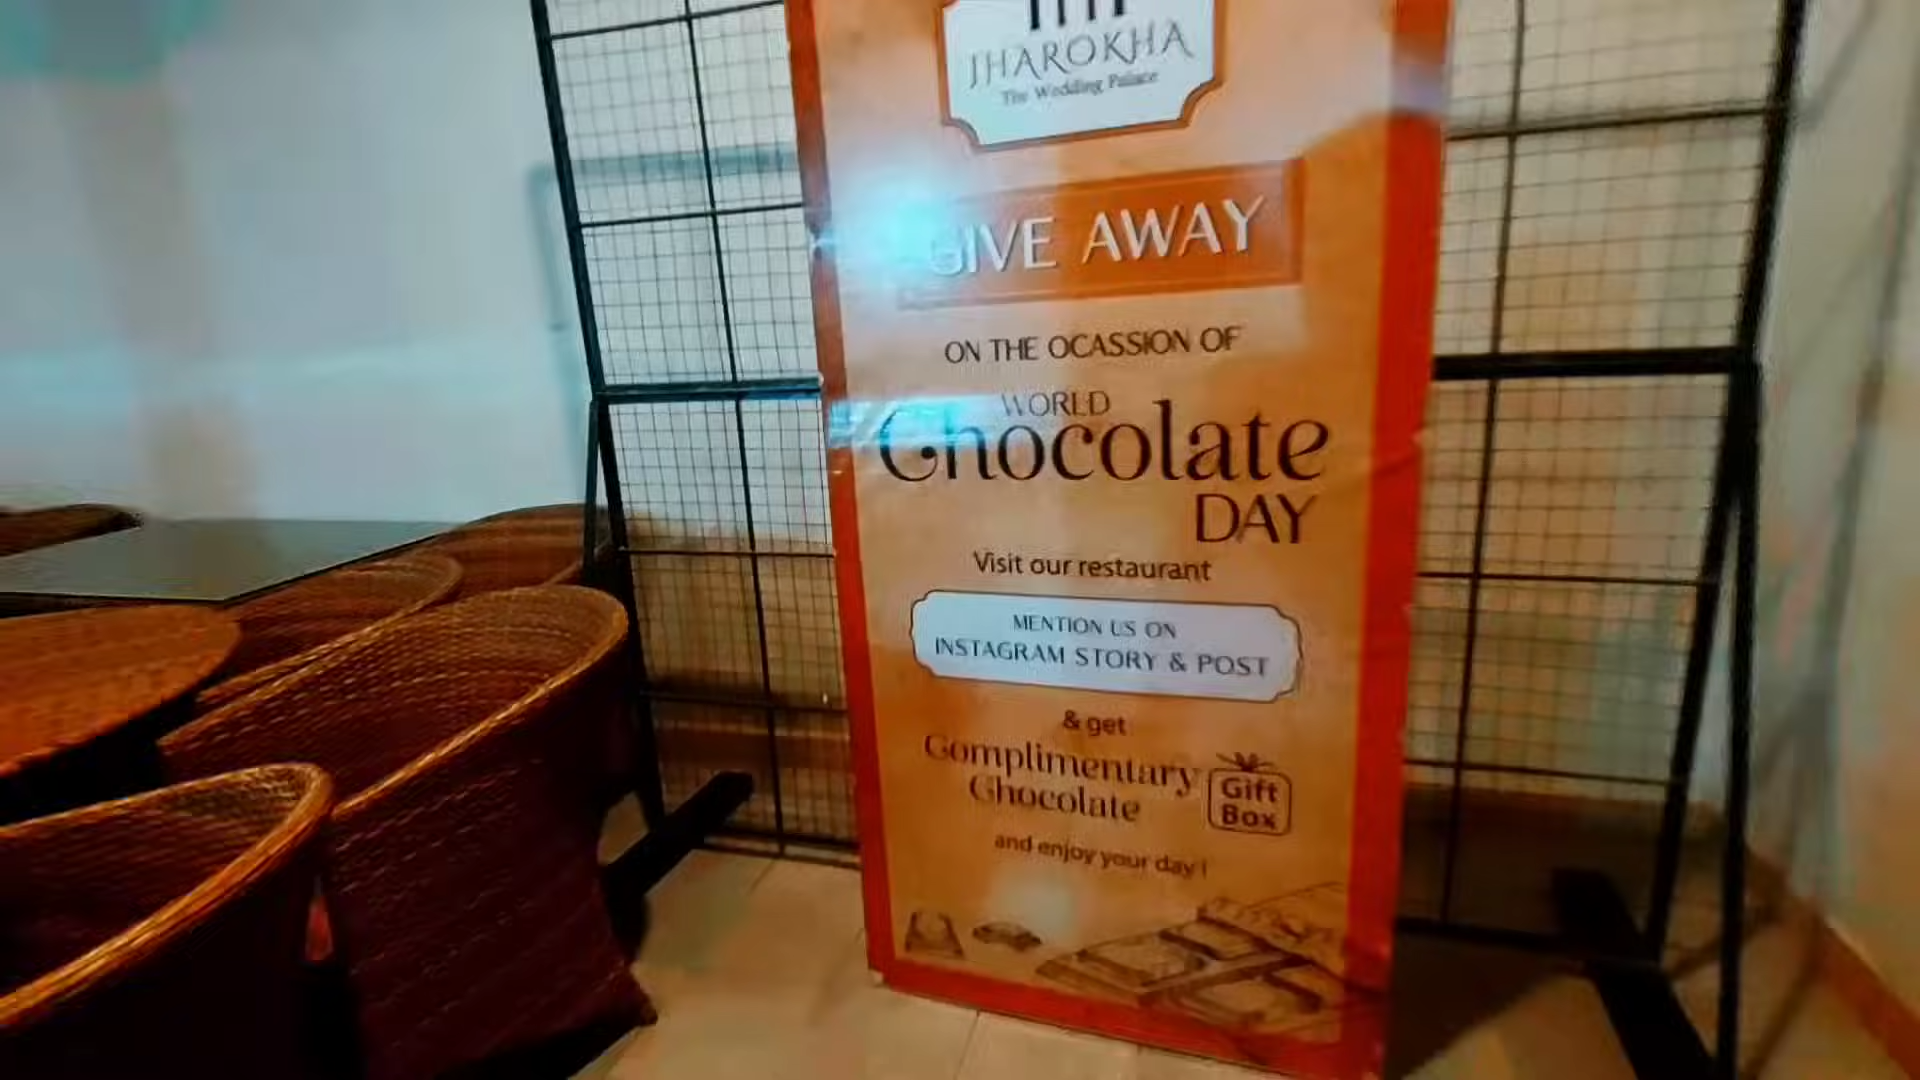 JHAROKHA
The Wedding Palace
GIVE AWAY
ON THE OCASSION OF
WORLD
Chocolate
DAY
Visit our restaurant
MENTION US ON
INSTAGRAM STORY & POST
& get
Complimentary
Chocolate
Gift
Box
and enjoy your day !